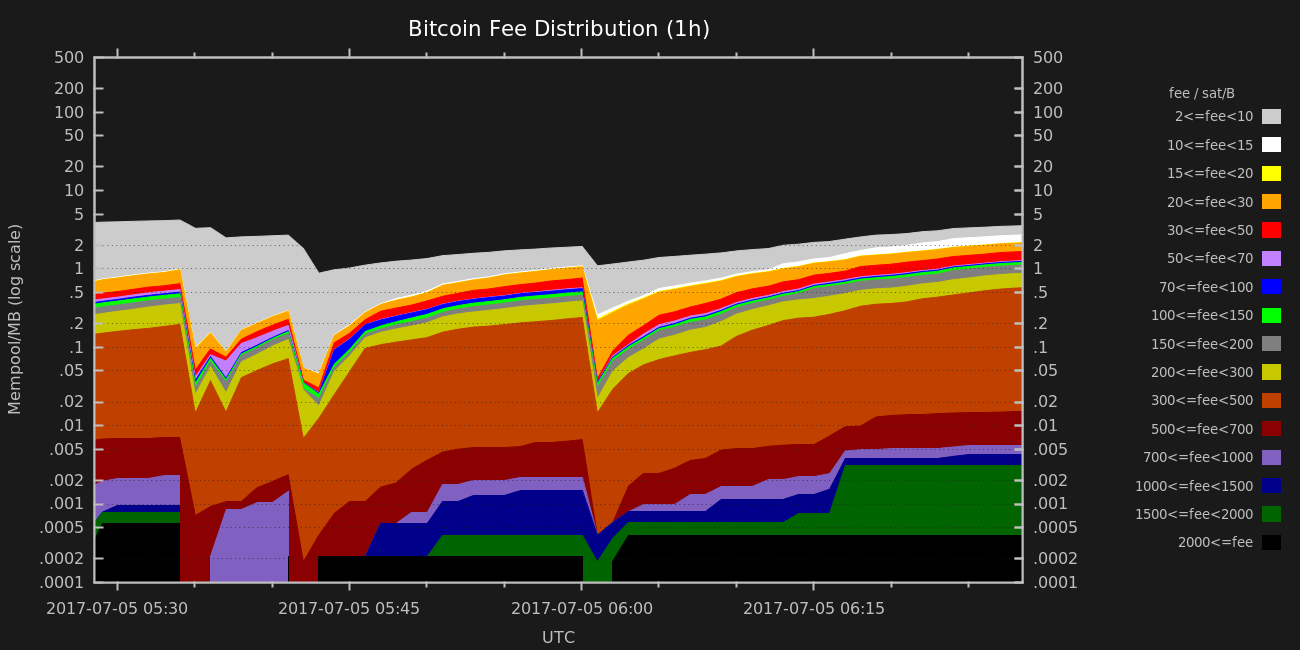 Bitcoin Fee Distribution (1h)
500 500
200 200
100 100
50 50
20 20
10 10
5 5
2 2
1 1
.5 .5
.2 .2
.1 .1
.05 .05
.02 .02
.01 .01
.005 .005
.002 .002
.001 .001
.0005 .0005
.0002 .0002
.0001 .0001
Mempool/MB (log scale)
2017-07-05 05:30 2017-07-05 05:45 2017-07-05 06:00 2017-07-05 06:15
UTC
fee / sat/B
2<=fee<10
10<=fee<15
15<=fee<20
20<=fee<30
30<=fee<50
50<=fee<70
70<=fee<100
100<=fee<150
150<=fee<200
200<=fee<300
300<=fee<500
500<=fee<700
700<=fee<1000
1000<=fee<1500
1500<=fee<2000
2000<=fee